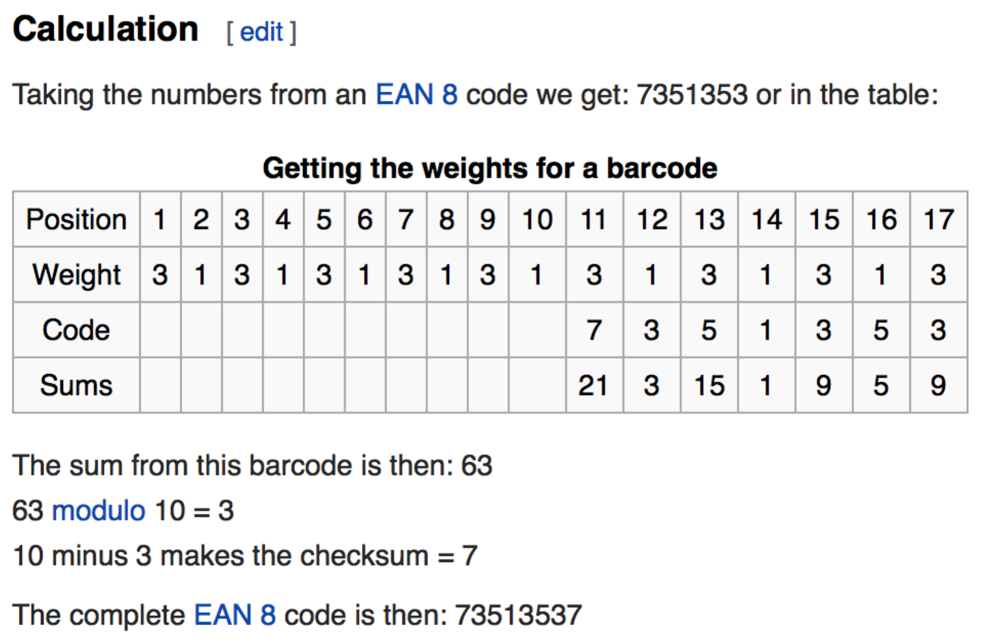 Calculation [ edit ]
Taking the numbers from an EAN 8 code we get: 7351353 or in the table:
Getting the weights for a barcode
Position 1 2 3 4 5 6 7 8 9 10 11 12 13 14 15 16 17
Weight 3 1 3 1 3 1 3 1 3 1 3 1 3 1 3 1 3
Code 7 3 5 1 3 5 3
Sums 21 3 15 1 9 5 9
The sum from this barcode is then: 63
63 modulo 10 = 3
10 minus 3 makes the checksum = 7
The complete EAN 8 code is then: 73513537